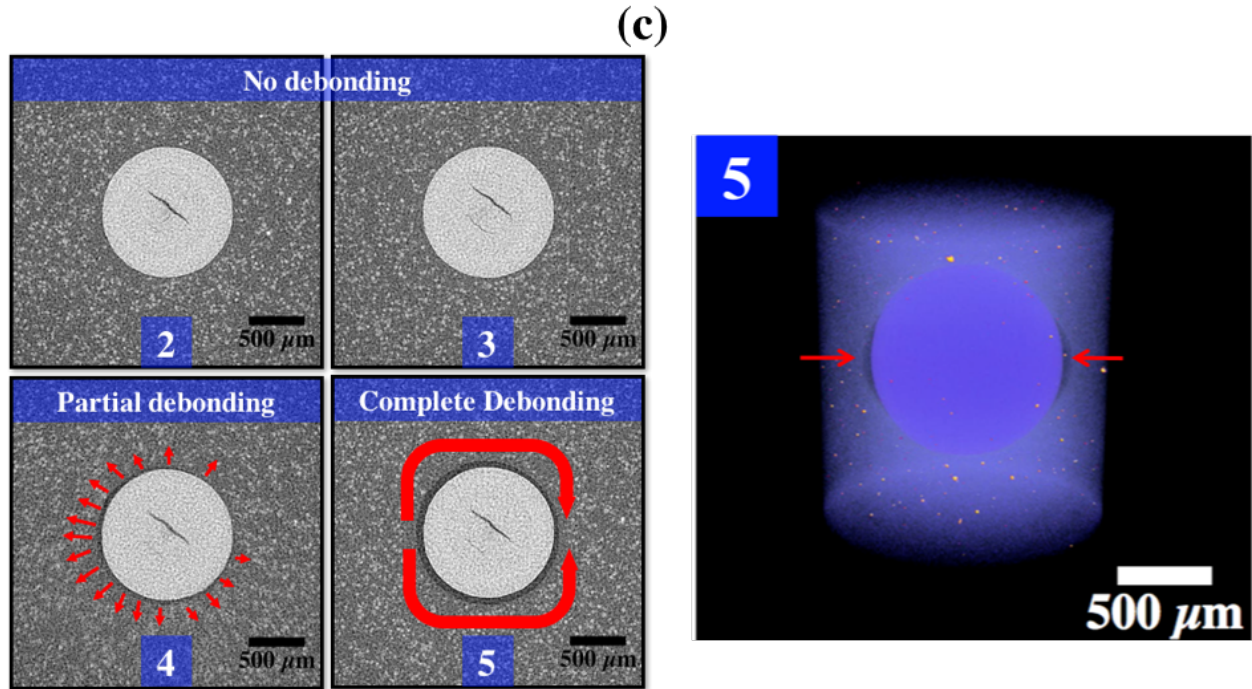 (c)
No debonding
2
500 µm
3
500 µm
Partial debonding
4
500 µm
Complete Debonding
5
500 µm
5
500 µm